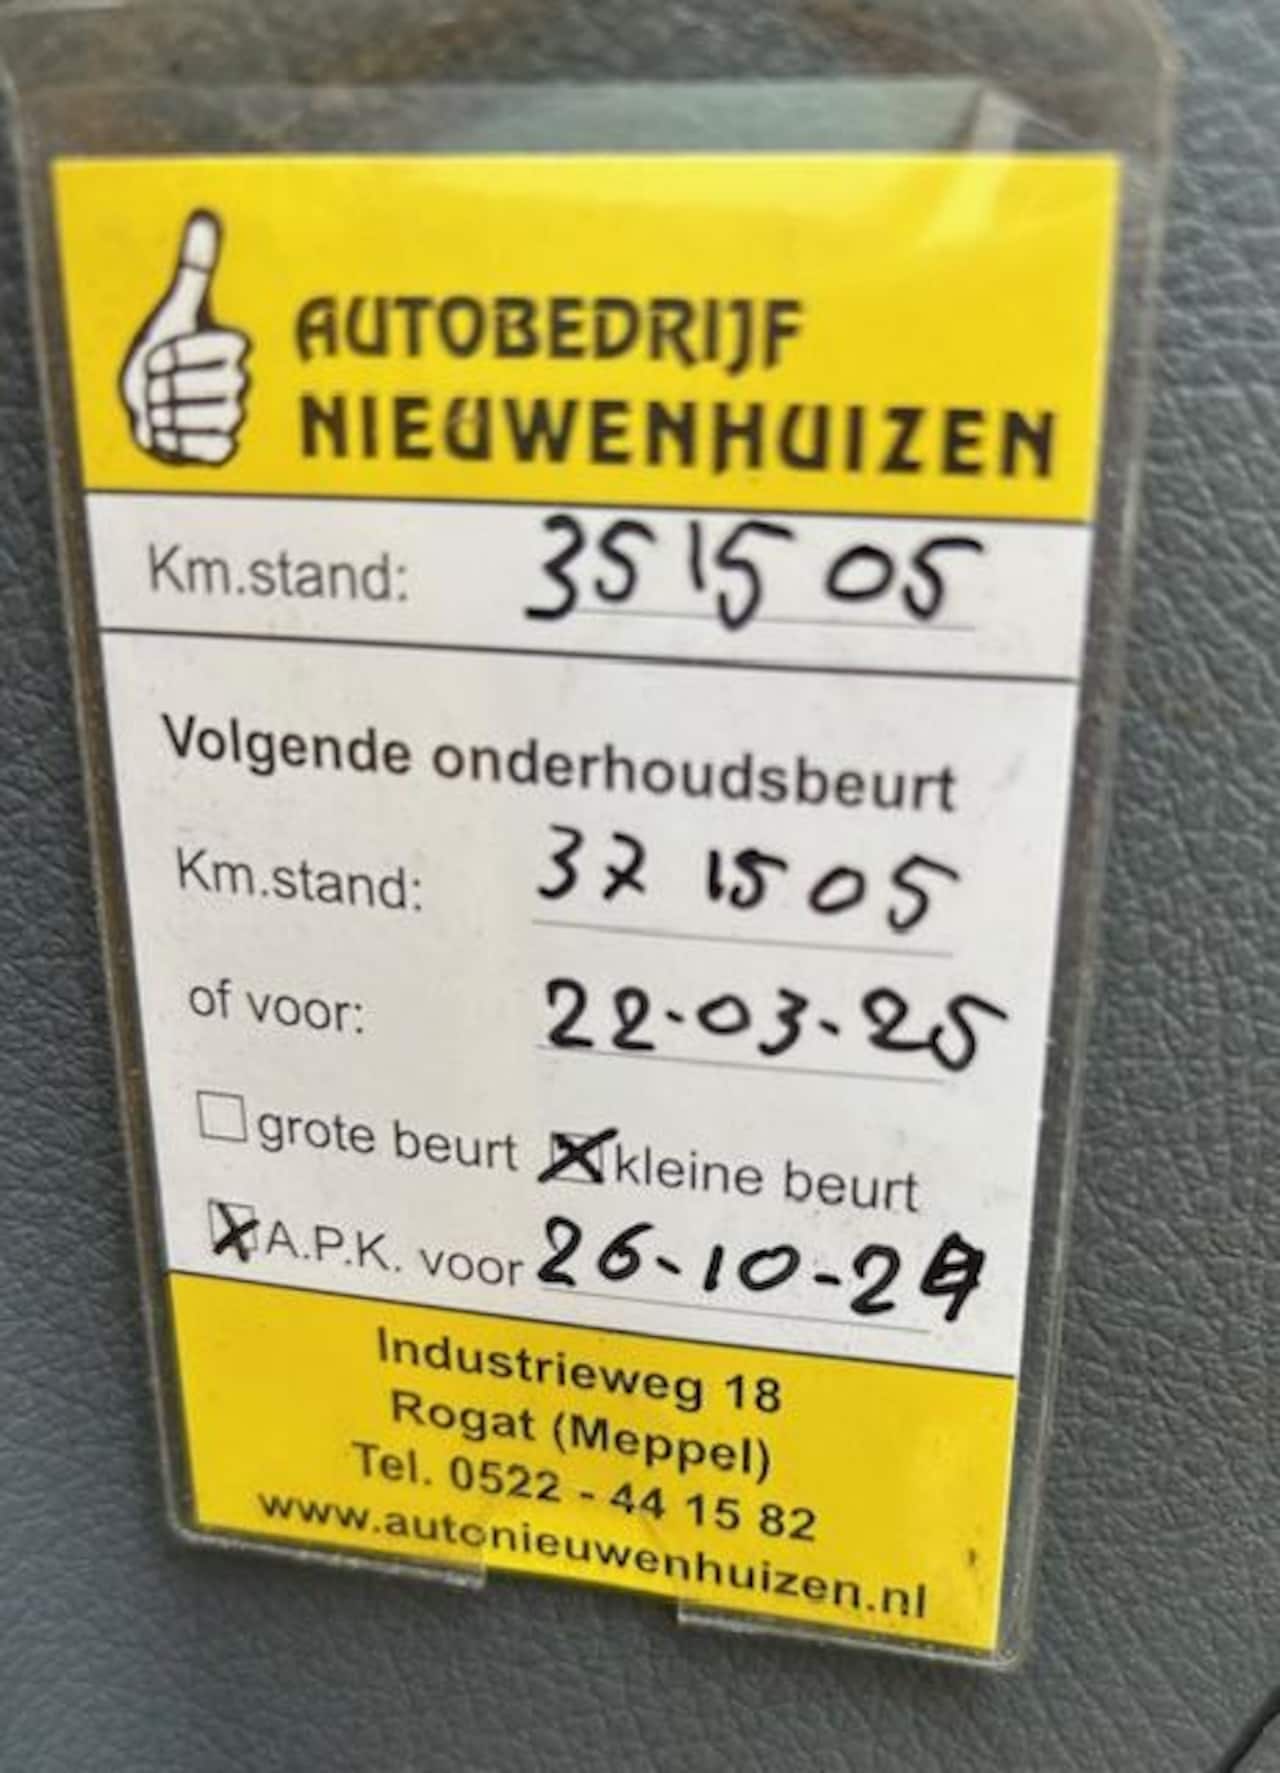 AUTOBEDRIJF
NIEUWENHUIZEN
Km.stand: 351505
Volgende onderhoudsbeurt
Km.stand: 371505
of voor: 22-03-25
grote beurt kleine beurt
A.P.K. voor 26-10-24
Industrieweg 18
Rogat (Meppel)
Tel. 0522 - 44 15 82
www.autonieuwenhuizen.nl